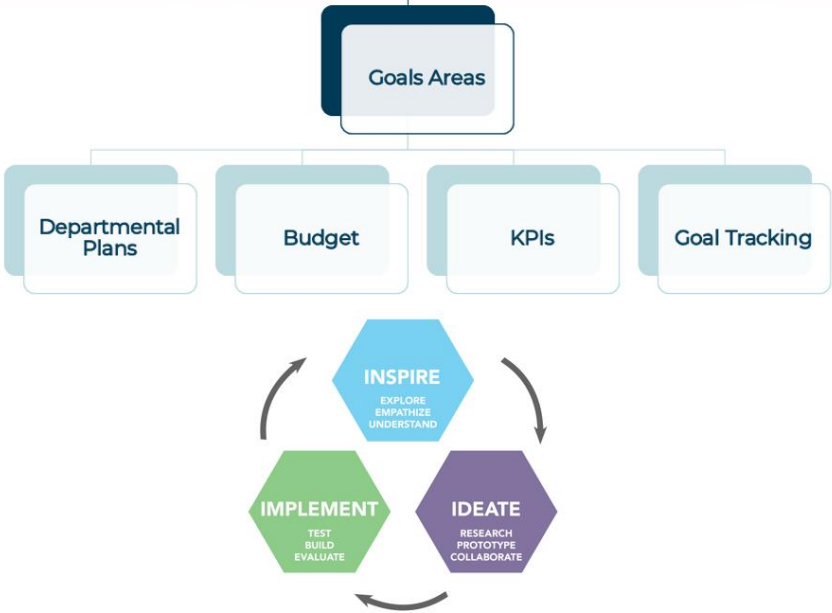 Goals Areas
Departmental
Plans
Budget
KPIs
Goal Tracking
INSPIRE
EXPLORE
EMPATHIZE
UNDERSTAND
IMPLEMENT
TEST
BUILD
EVALUATE
IDEATE
RESEARCH
PROTOTYPE
COLLABORATE